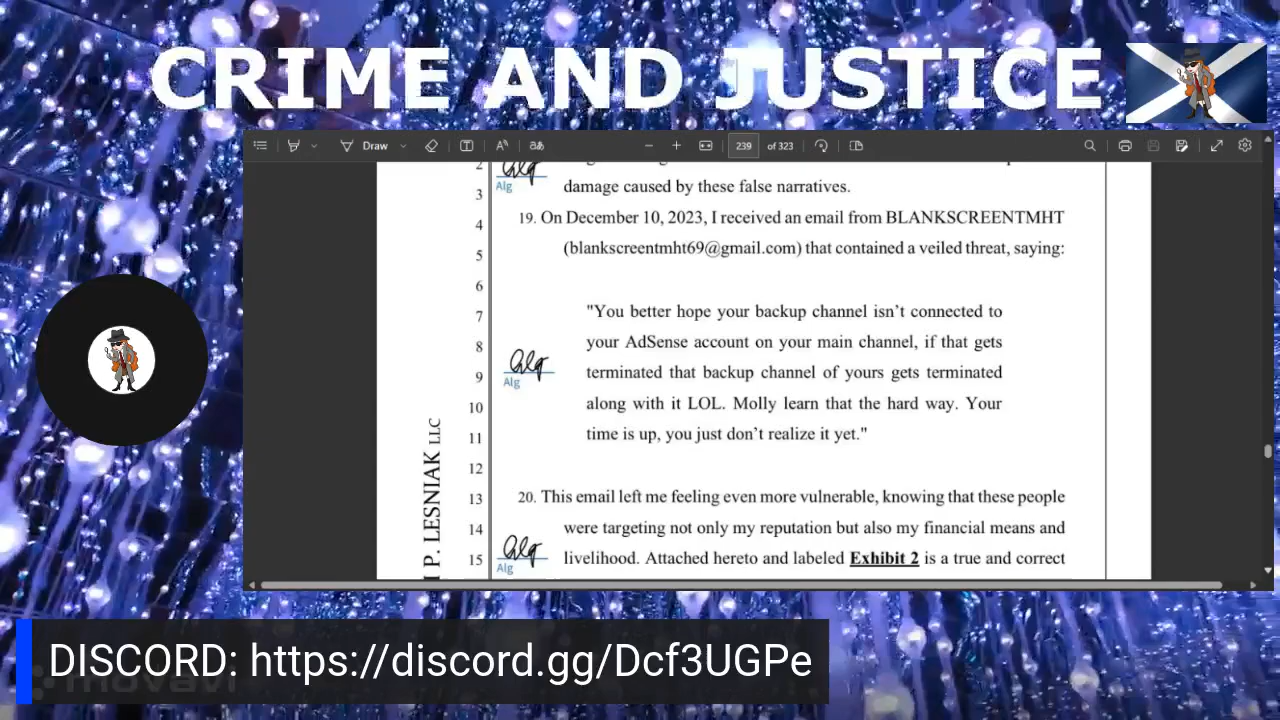 CRIME AND JUSTICE
Draw
239 of 323
2
Alg
3 damage caused by these false narratives.
4 19. On December 10, 2023, I received an email from BLANKSCREENTMHT
5 (blankscreentmht69@gmail.com) that contained a veiled threat, saying:
6
7 "You better hope your backup channel isn't connected to
8 your AdSense account on your main channel, if that gets
9 terminated that backup channel of yours gets terminated
Alg
10 along with it LOL. Molly learn that the hard way. Your
11 time is up, you just don't realize it yet."
12
13 20. This email left me feeling even more vulnerable, knowing that these people
14 were targeting not only my reputation but also my financial means and
15 livelihood. Attached hereto and labeled Exhibit 2 is a true and correct
Alg
P. LESNIAK LLC
DISCORD: https://discord.gg/Dcf3UGPe
movavi